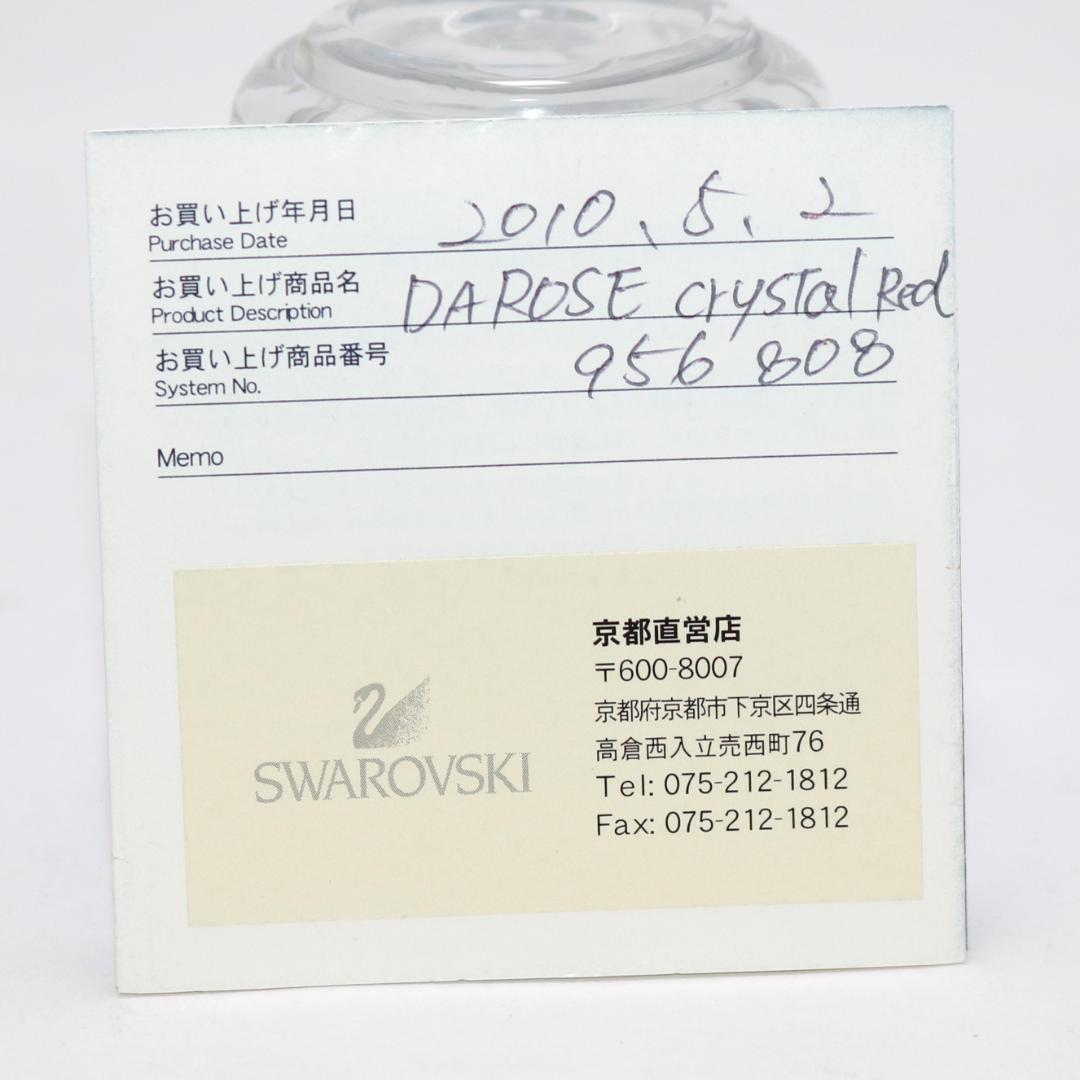 お買い上げ年月日
Purchase Date 2010、5、2
お買い上げ商品名
Product Description DAROSE crystal Red
お買い上げ商品番号
System No. 956 808
Memo
SWAROVSKI
京都直営店
〒600-8007
京都府京都市下京区四条通
高倉西入立売西町76
Tel: 075-212-1812
Fax: 075-212-1812